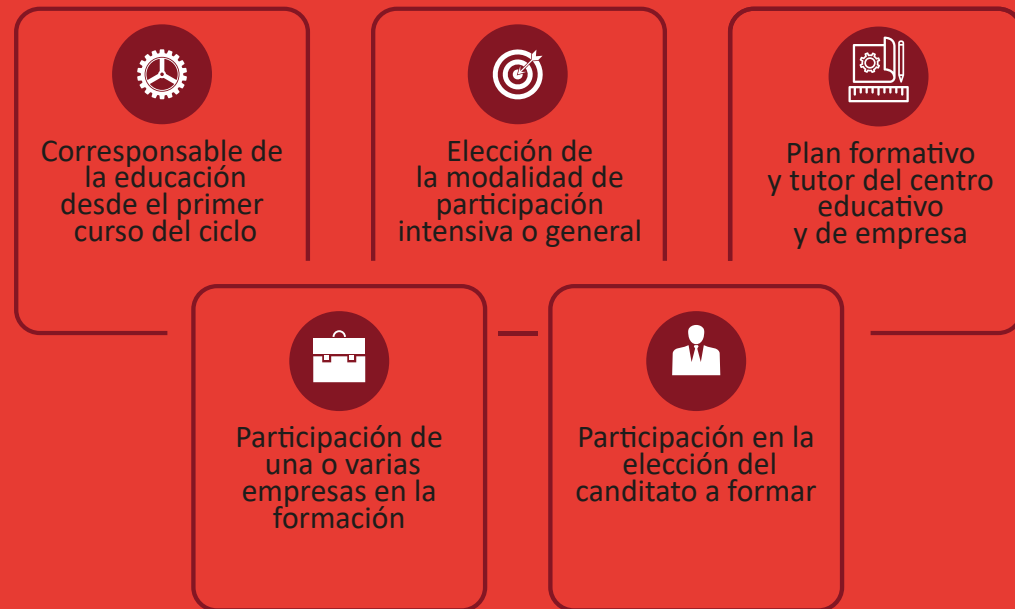 Corresponsable de
la educación
desde el primer
curso del ciclo
Elección de
la modalidad de
participación
intensiva o general
Plan formativo
y tutor del centro
educativo
y de empresa
Participación de
una o varias
empresas en la
formación
Participación en la
elección del
canditato a formar